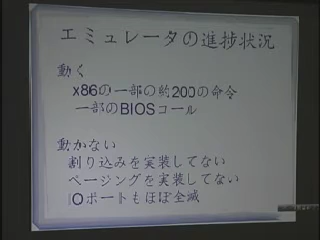 エミュレータの進捗状況
動く
x86の一部の約200の命令
一部のBIOSコール
動かない
割り込みを実装してない
ページングを実装してない
IOポートもほぼ全滅